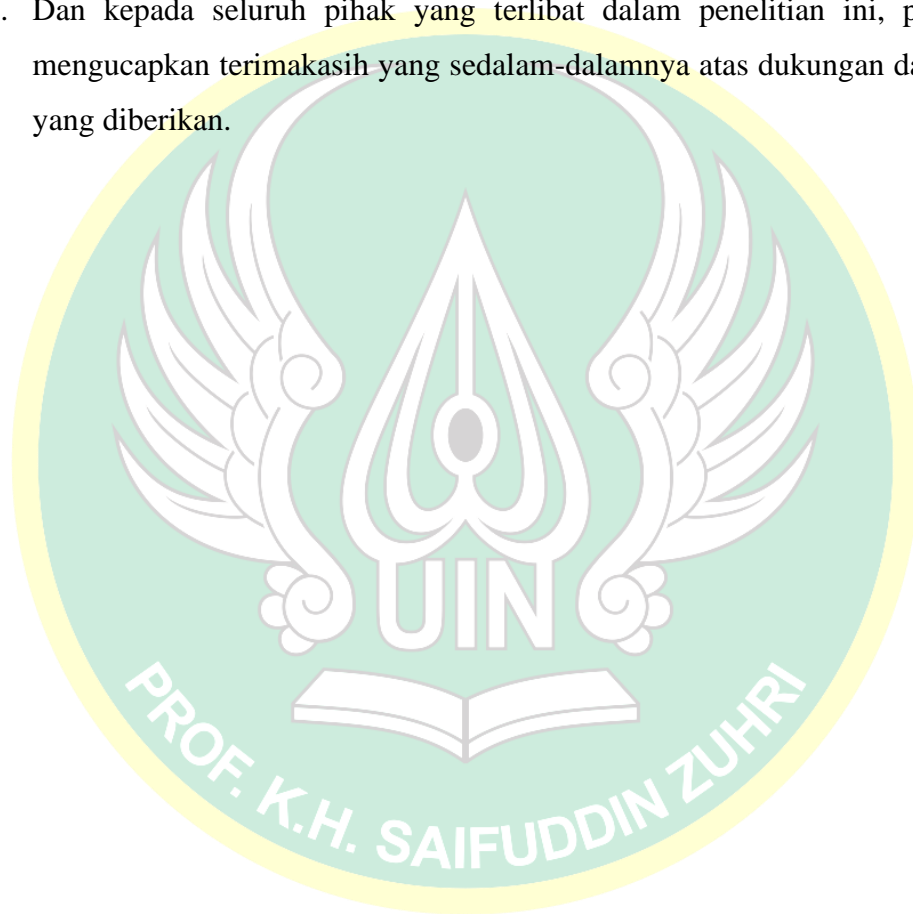 . Dan kepada seluruh pihak yang terlibat dalam penelitian ini, p
mengucapkan terimakasih yang sedalam-dalamnya atas dukungan da
yang diberikan.
UIN
PROF. K.H. SAIFUDDIN ZUHRI